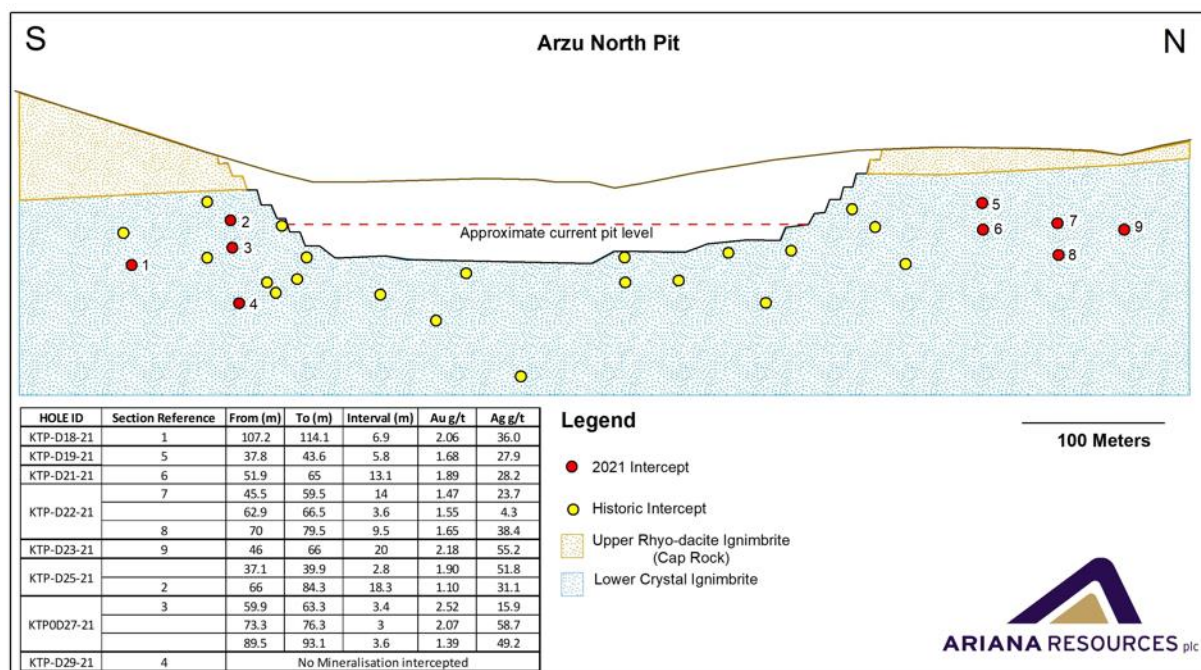 S
Arzu North Pit
N
Approximate current pit level
1
2
3
4
5
6
7
8
9
HOLE ID Section Reference From (m) To (m) Interval (m) Au g/t Ag g/t
KTP-D18-21 1 107.2 114.1 6.9 2.06 36.0
KTP-D19-21 5 37.8 43.6 5.8 1.68 27.9
KTP-D21-21 6 51.9 65 13.1 1.89 28.2
KTP-D22-21 7 45.5 59.5 14 1.47 23.7
62.9 66.5 3.6 1.55 4.3
8 70 79.5 9.5 1.65 38.4
KTP-D23-21 9 46 66 20 2.18 55.2
KTP-D25-21 37.1 39.9 2.8 1.90 51.8
2 66 84.3 18.3 1.10 31.1
KTP0D27-21 3 59.9 63.3 3.4 2.52 15.9
73.3 76.3 3 2.07 58.7
89.5 93.1 3.6 1.39 49.2
KTP-D29-21 4 No Mineralisation intercepted
Legend
2021 Intercept
Historic Intercept
Upper Rhyo-dacite Ignimbrite
(Cap Rock)
Lower Crystal Ignimbrite
100 Meters
ARIANA RESOURCES plc